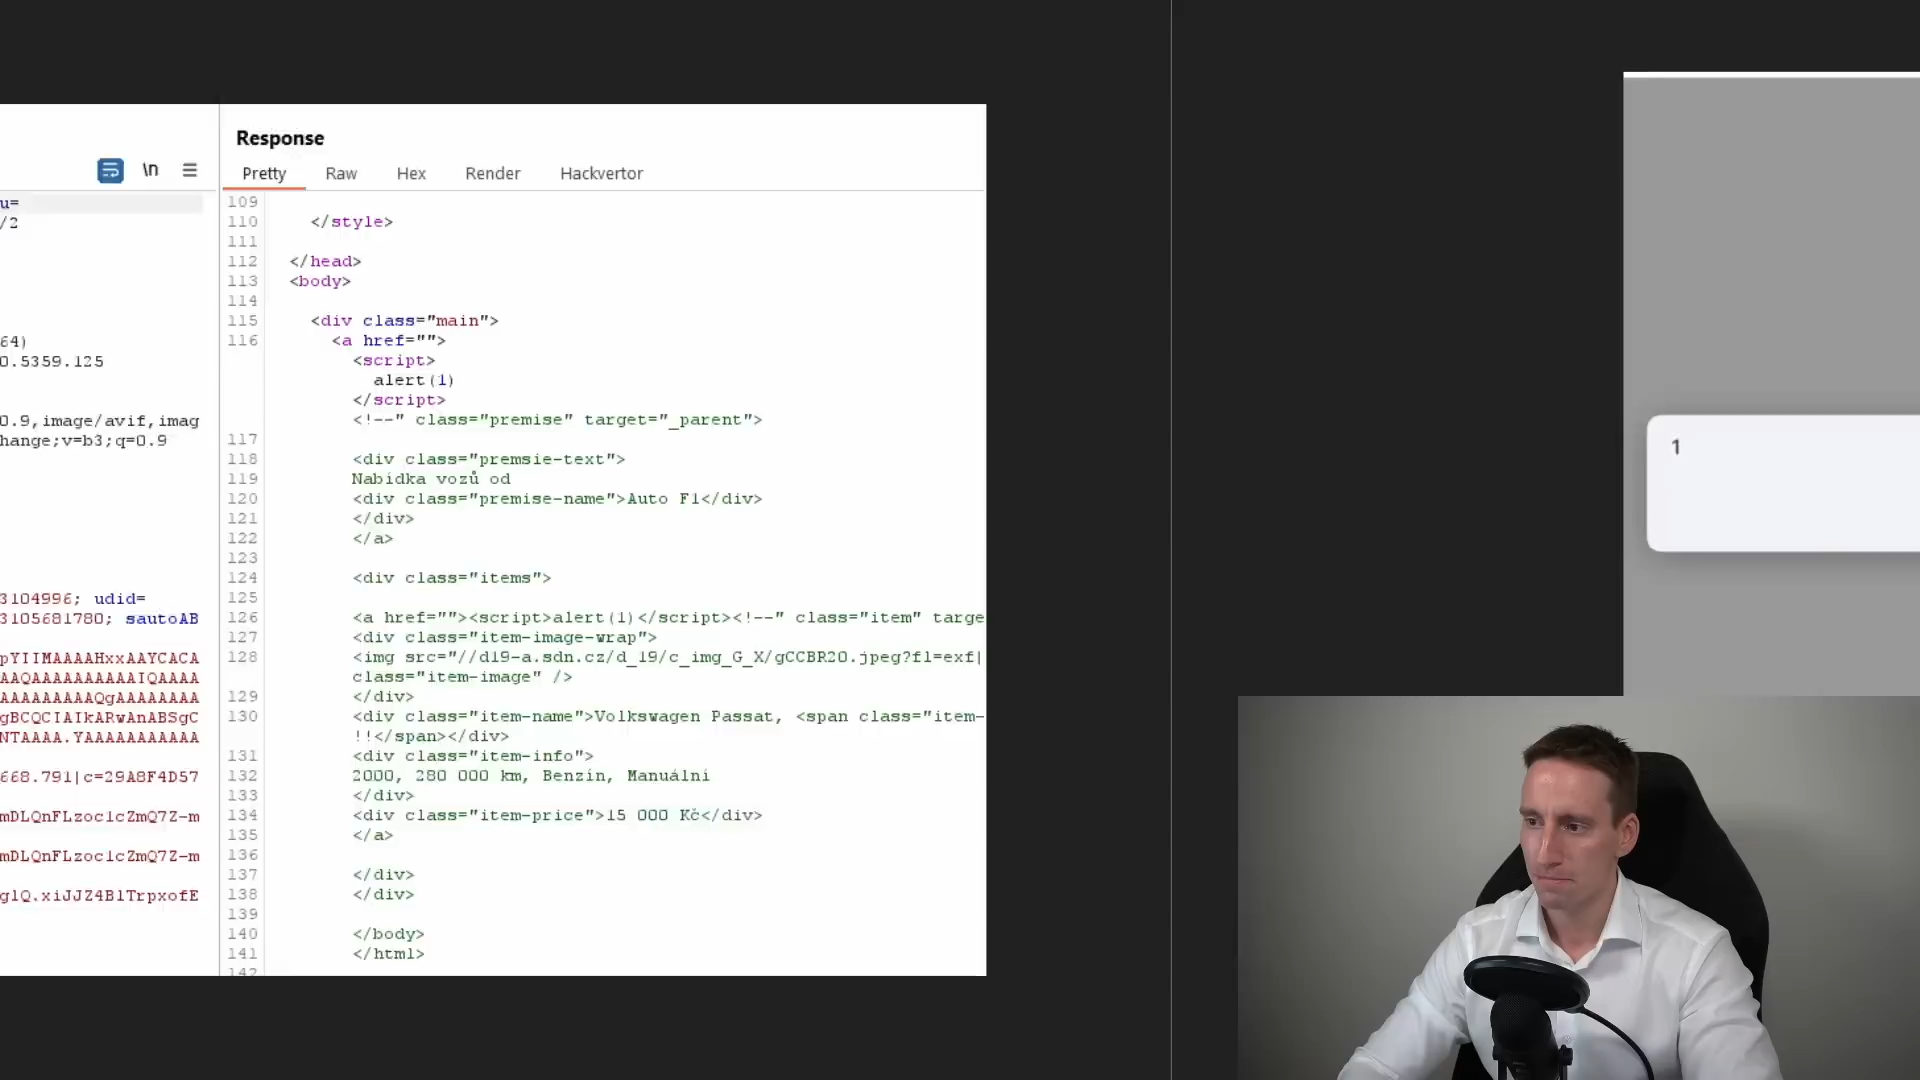 u=
/2
64)
0.5359.125
0.9,image/avif,imag
hange;v=b3;q=0.9
3104996; udid=
3105681780; sautoAB
pYIIMAAAAHxxAAYCACA
AAQAAAAAAAAAAIQAAAA
AAAAAAAAAAQgAAAAAAAA
gBCQCIAIkARwAnABSgC
NTAAAA.YAAAAAAAAAAA
668.791|c=29A8F4D57
mDLQnFLzoc1cZmQ7Z-m
mDLQnFLzoc1cZmQ7Z-m
glQ.xiJJZ4B1TrpxofE
\n
Response
Pretty Raw Hex Render Hackvertor
109
110 </style>
111
112 </head>
113 <body>
114
115 <div class="main">
116 <a href="">
<script>
alert(1)
</script>
<!--" class="premise" target="_parent">
117
118 <div class="premsie-text">
119 Nabídka vozů od
120 <div class="premise-name">Auto F1</div>
121 </div>
122 </a>
123
124 <div class="items">
125
126 <a href=""><script>alert(1)</script><!--" class="item" targe
127 <div class="item-image-wrap">
128 <img src="//d19-a.sdn.cz/d_19/c_img_G_X/gCCBR20.jpeg?fl=exf|
class="item-image" />
129 </div>
130 <div class="item-name">Volkswagen Passat, <span class="item-
!!</span></div>
131 <div class="item-info">
132 2000, 280 000 km, Benzín, Manuální
133 </div>
134 <div class="item-price">15 000 Kč</div>
135 </a>
136
137 </div>
138 </div>
139
140 </body>
141 </html>
142
1